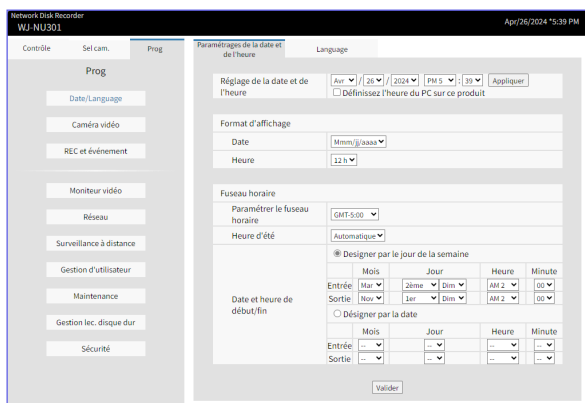 Network Disk Recorder
WJ-NU301
Apr/26/2024 *5:39 PM
Contrôle Sel cam. Prog
Prog
Date/Language
Caméra vidéo
REC et événement
Moniteur vidéo
Réseau
Surveillance à distance
Gestion d'utilisateur
Maintenance
Gestion lec. disque dur
Sécurité
Paramétrages de la date et
de l'heure
Language
Réglage de la date et de
l'heure
Avr / 26 / 2024 PM 5 : 39 Appliquer
Définissez l'heure du PC sur ce produit
Format d'affichage
Date Mmm/jj/aaaa
Heure 12 h
Fuseau horaire
Paramétrer le fuseau
horaire
GMT-5:00
Heure d'été Automatique
Date et heure de
début/fin
Designer par le jour de la semaine
Mois Jour Heure Minute
Entrée Mar 2ème Dim AM 2 00
Sortie Nov 1er Dim AM 2 00
Désigner par la date
Mois Jour Heure Minute
Entrée -- -- -- --
Sortie -- -- -- --
Valider